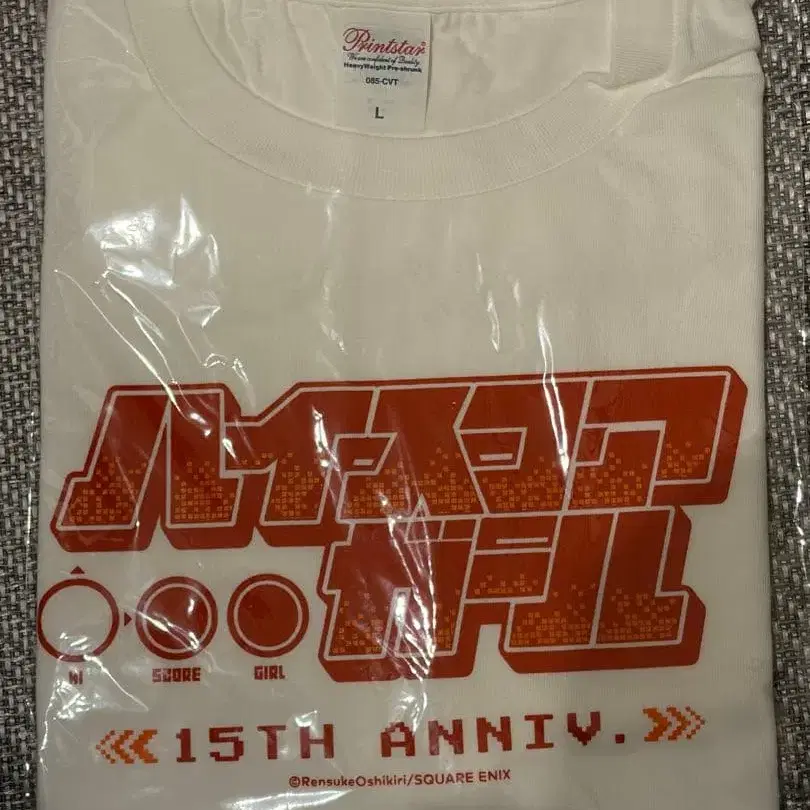 Printstar®
We are confident of Quality.
HeavyWeight Pre-shrunk
085-CVT
L
ハイスコア
ガール
HI SCORE GIRL
15TH ANNIV.
©RensukeOshikiri/SQUARE ENIX